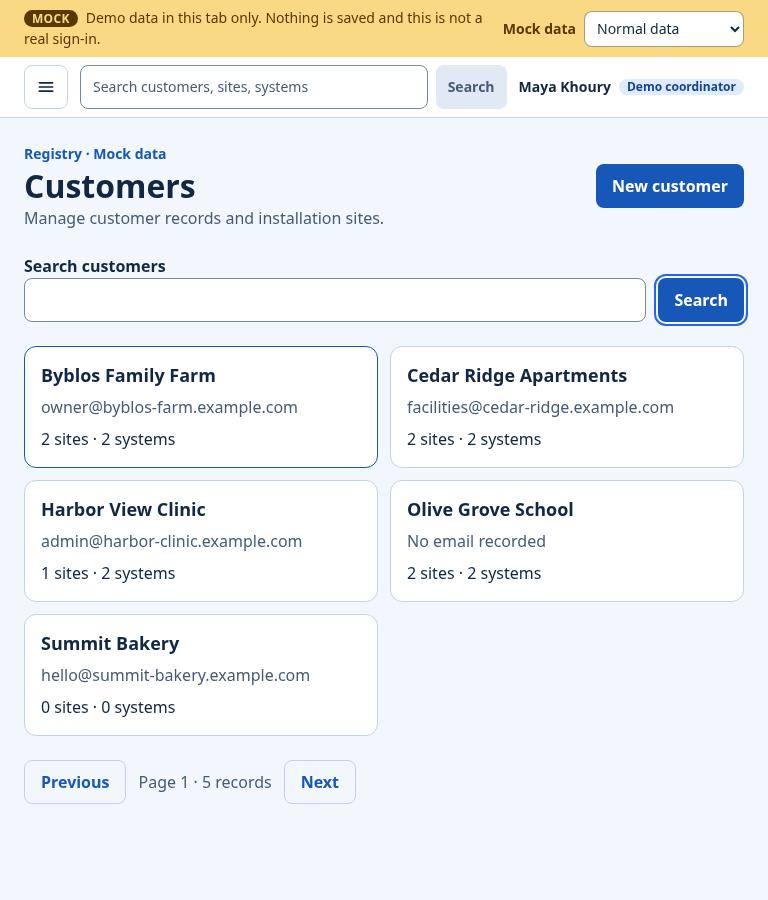 MOCK Demo data in this tab only. Nothing is saved and this is not a
real sign-in.
Mock data
Normal data
Search customers, sites, systems
Search
Maya Khoury
Demo coordinator
Registry · Mock data
Customers
Manage customer records and installation sites.
New customer
Search customers
Search
Byblos Family Farm
owner@byblos-farm.example.com
2 sites · 2 systems
Cedar Ridge Apartments
facilities@cedar-ridge.example.com
2 sites · 2 systems
Harbor View Clinic
admin@harbor-clinic.example.com
1 sites · 2 systems
Olive Grove School
No email recorded
2 sites · 2 systems
Summit Bakery
hello@summit-bakery.example.com
0 sites · 0 systems
Previous
Page 1 · 5 records
Next